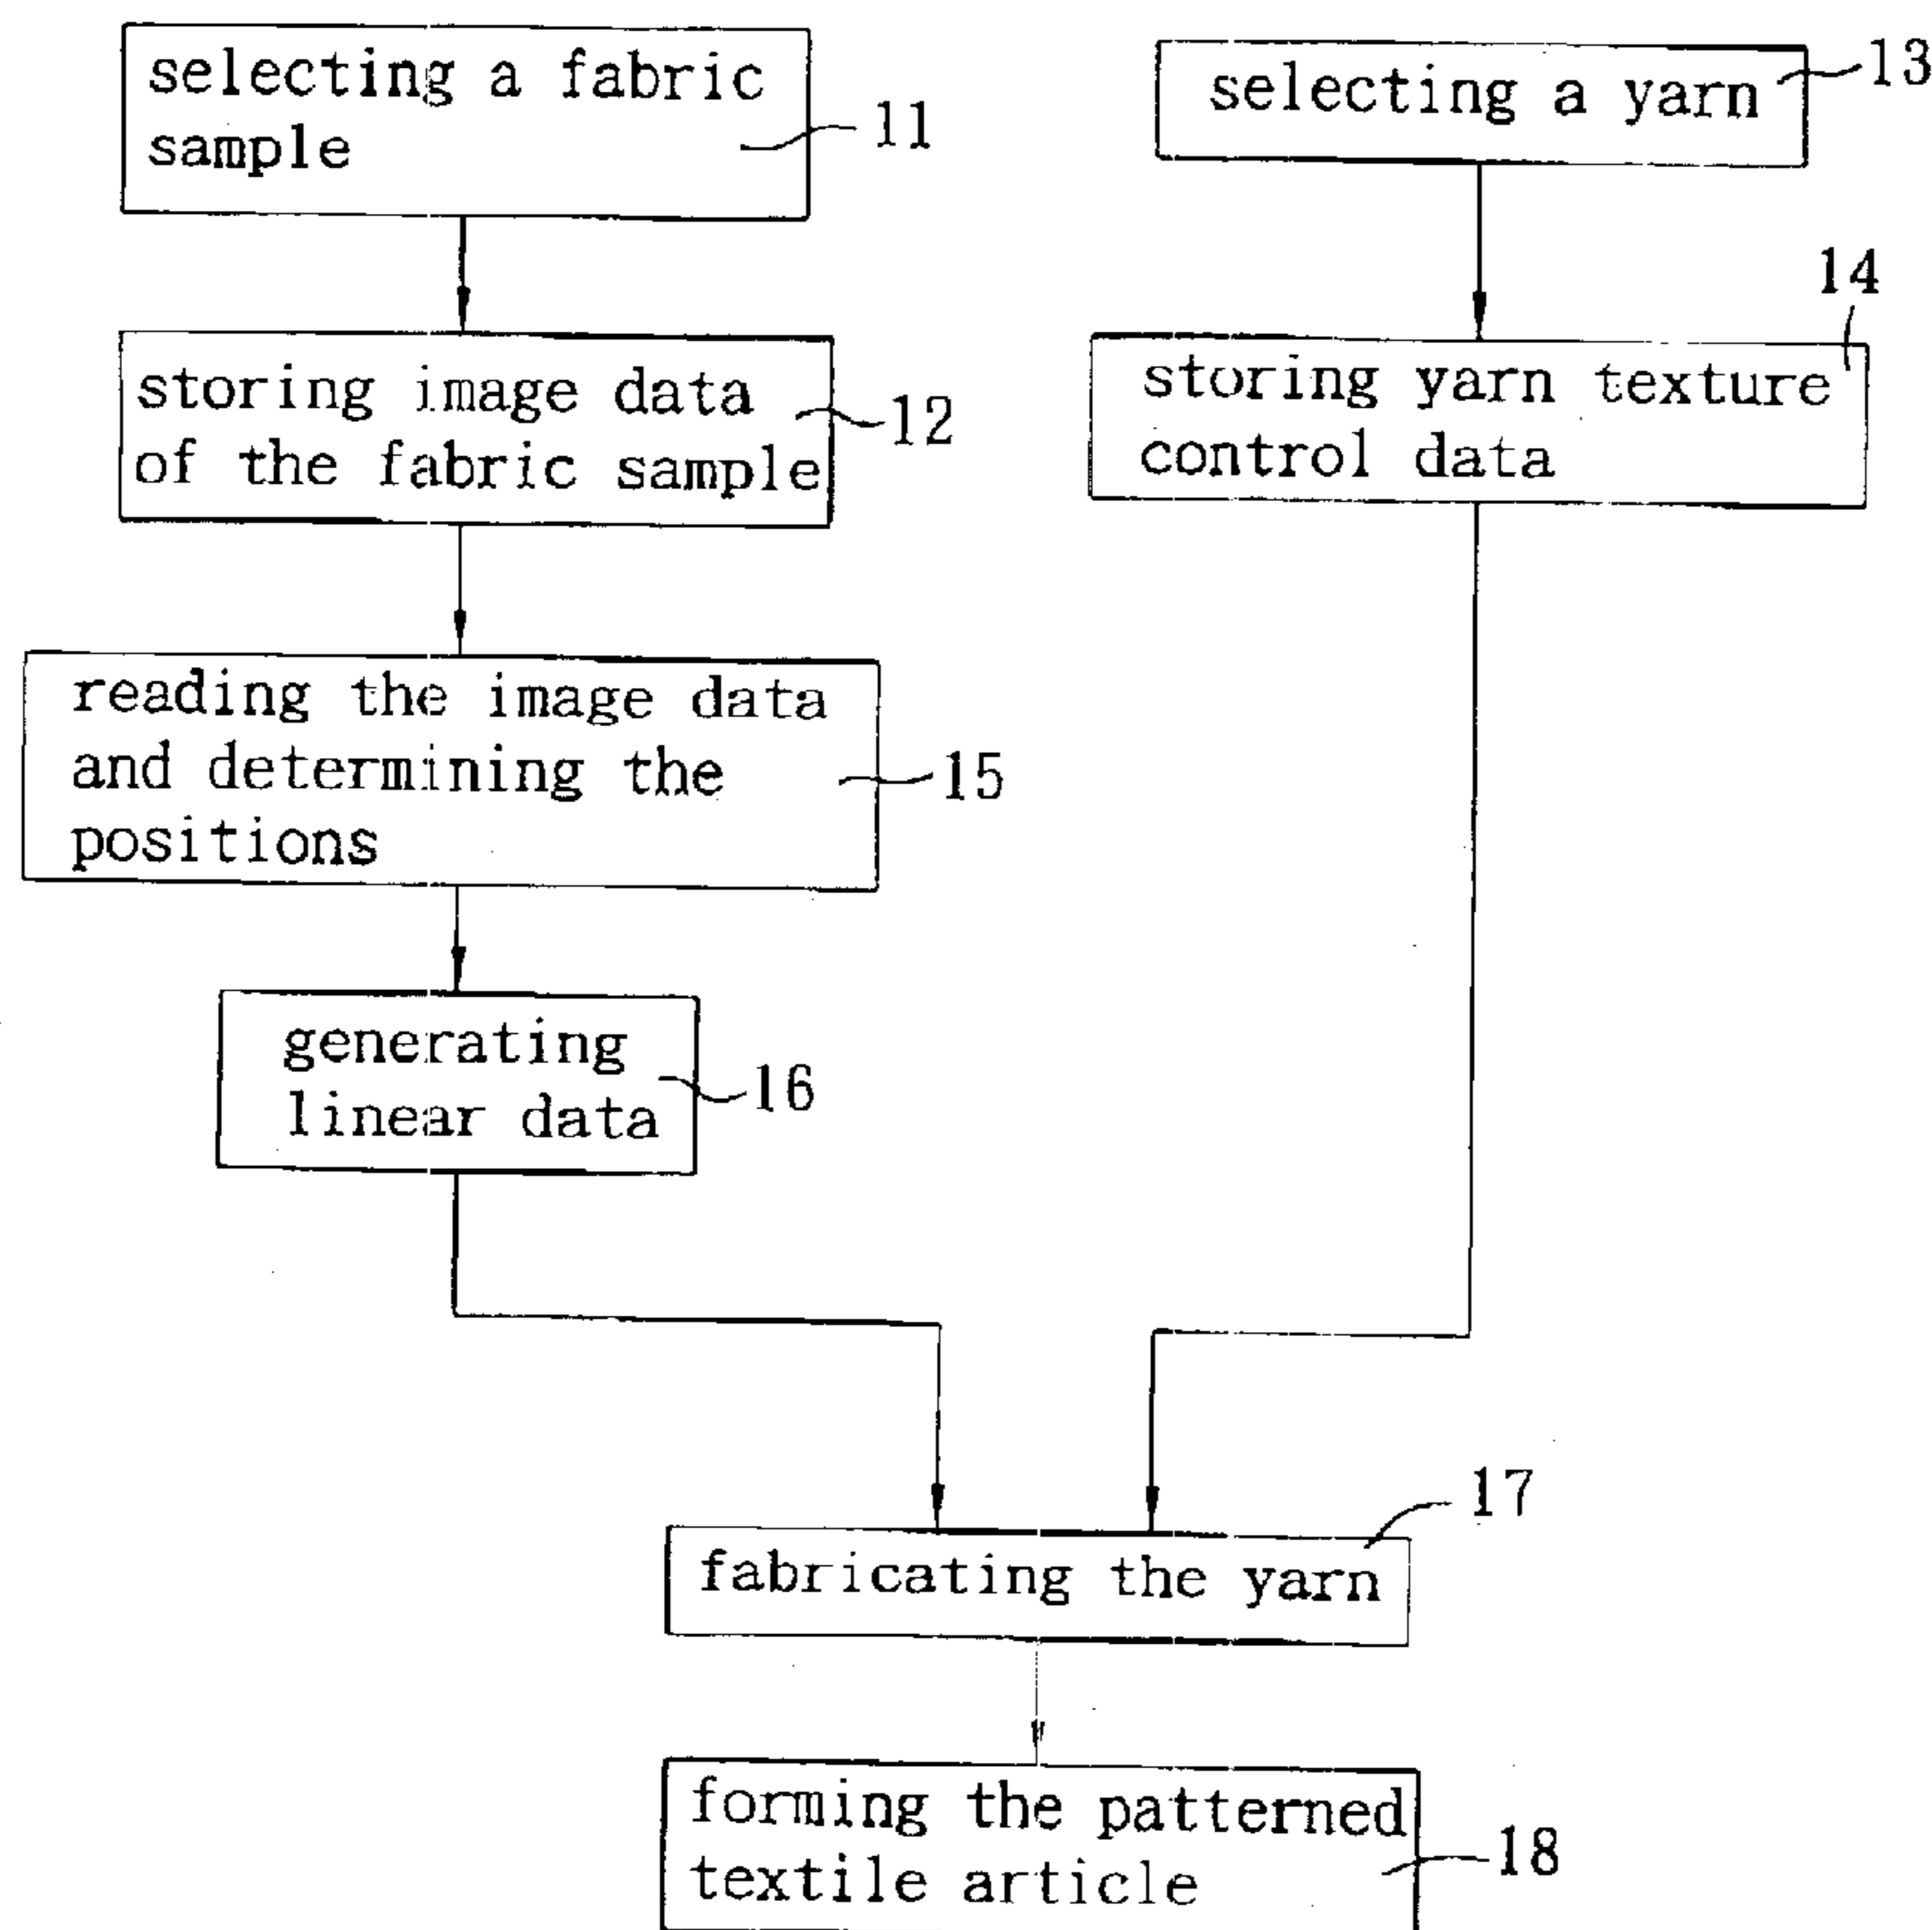 selecting a fabric
sample
11
storing image data
of the fabric sample
12
selecting a yarn
13
14
storing yarn texture
control data
reading the image data
and determining the
positions
15
generating
linear data
16
17
fabricating the yarn
forming the patterned
textile article
18